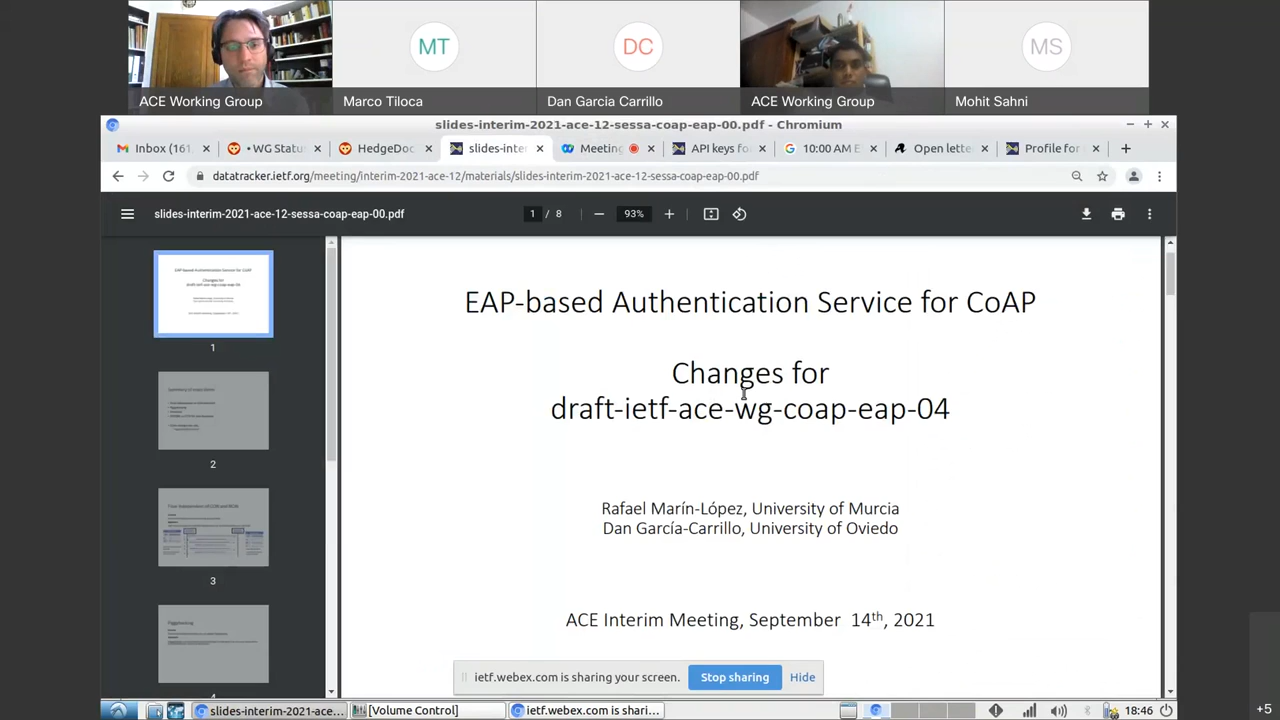 MT
DC
MS
ACE Working Group
Marco Tiloca
Dan Garcia Carrillo
ACE Working Group
Mohit Sahni
slides-interim-2021-ace-12-sessa-coap-eap-00.pdf - Chromium
Inbox (161
• WG Statu
HedgeDoc
slides-inter
Meeting
API keys fo
10:00 AM E
Open lette
Profile for
datatracker.ietf.org/meeting/interim-2021-ace-12/materials/slides-interim-2021-ace-12-sessa-coap-eap-00.pdf
slides-interim-2021-ace-12-sessa-coap-eap-00.pdf
1 / 8
93%
EAP-based Authentication Service for CoAP
Changes for
draft-ietf-ace-wg-coap-eap-04
Rafael Marín-López, University of Murcia
Dan García-Carrillo, University of Oviedo
ACE Interim Meeting, September 14th, 2021
1
2
3
4
ietf.webex.com is sharing your screen.
Stop sharing
Hide
slides-interim-2021-ace...
[Volume Control]
ietf.webex.com is shari...
18:46
+5